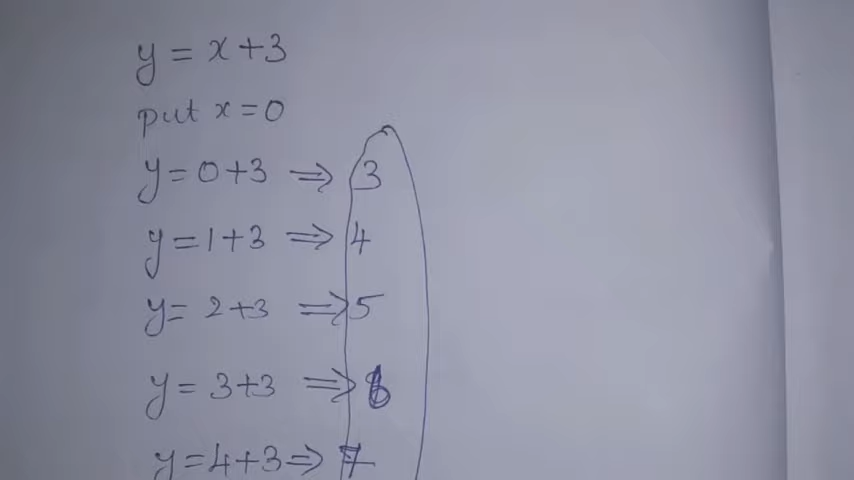 y = x + 3
put x = 0
y = 0 + 3 ⇒ 3
y = 1 + 3 ⇒ 4
y = 2 + 3 ⇒ 5
y = 3 + 3 ⇒ 6
y = 4 + 3 ⇒ 7